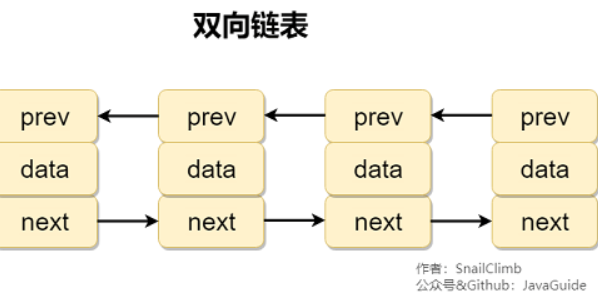 双向链表
prev prev prev prev
data data data data
next next next next
作者：SnailClimb
公众号&Github：JavaGuide